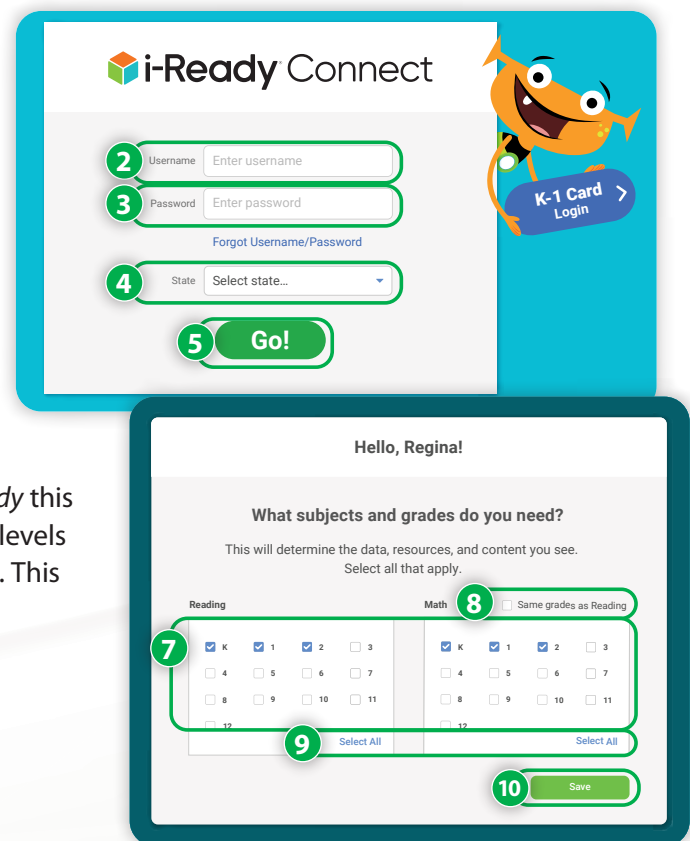 i-Ready Connect
2 Username Enter username
3 Password Enter password
Forgot Username/Password
4 State Select state...
5 Go!
K-1 Card
Login
dy this
levels
. This
Hello, Regina!
What subjects and grades do you need?
This will determine the data, resources, and content you see.
Select all that apply.
Reading
Math 8 Same grades as Reading
7 K 1 2 3 K 1 2 3
4 5 6 7 4 5 6 7
8 9 10 11 8 9 10 11
12 12
9 Select All Select All
10 Save